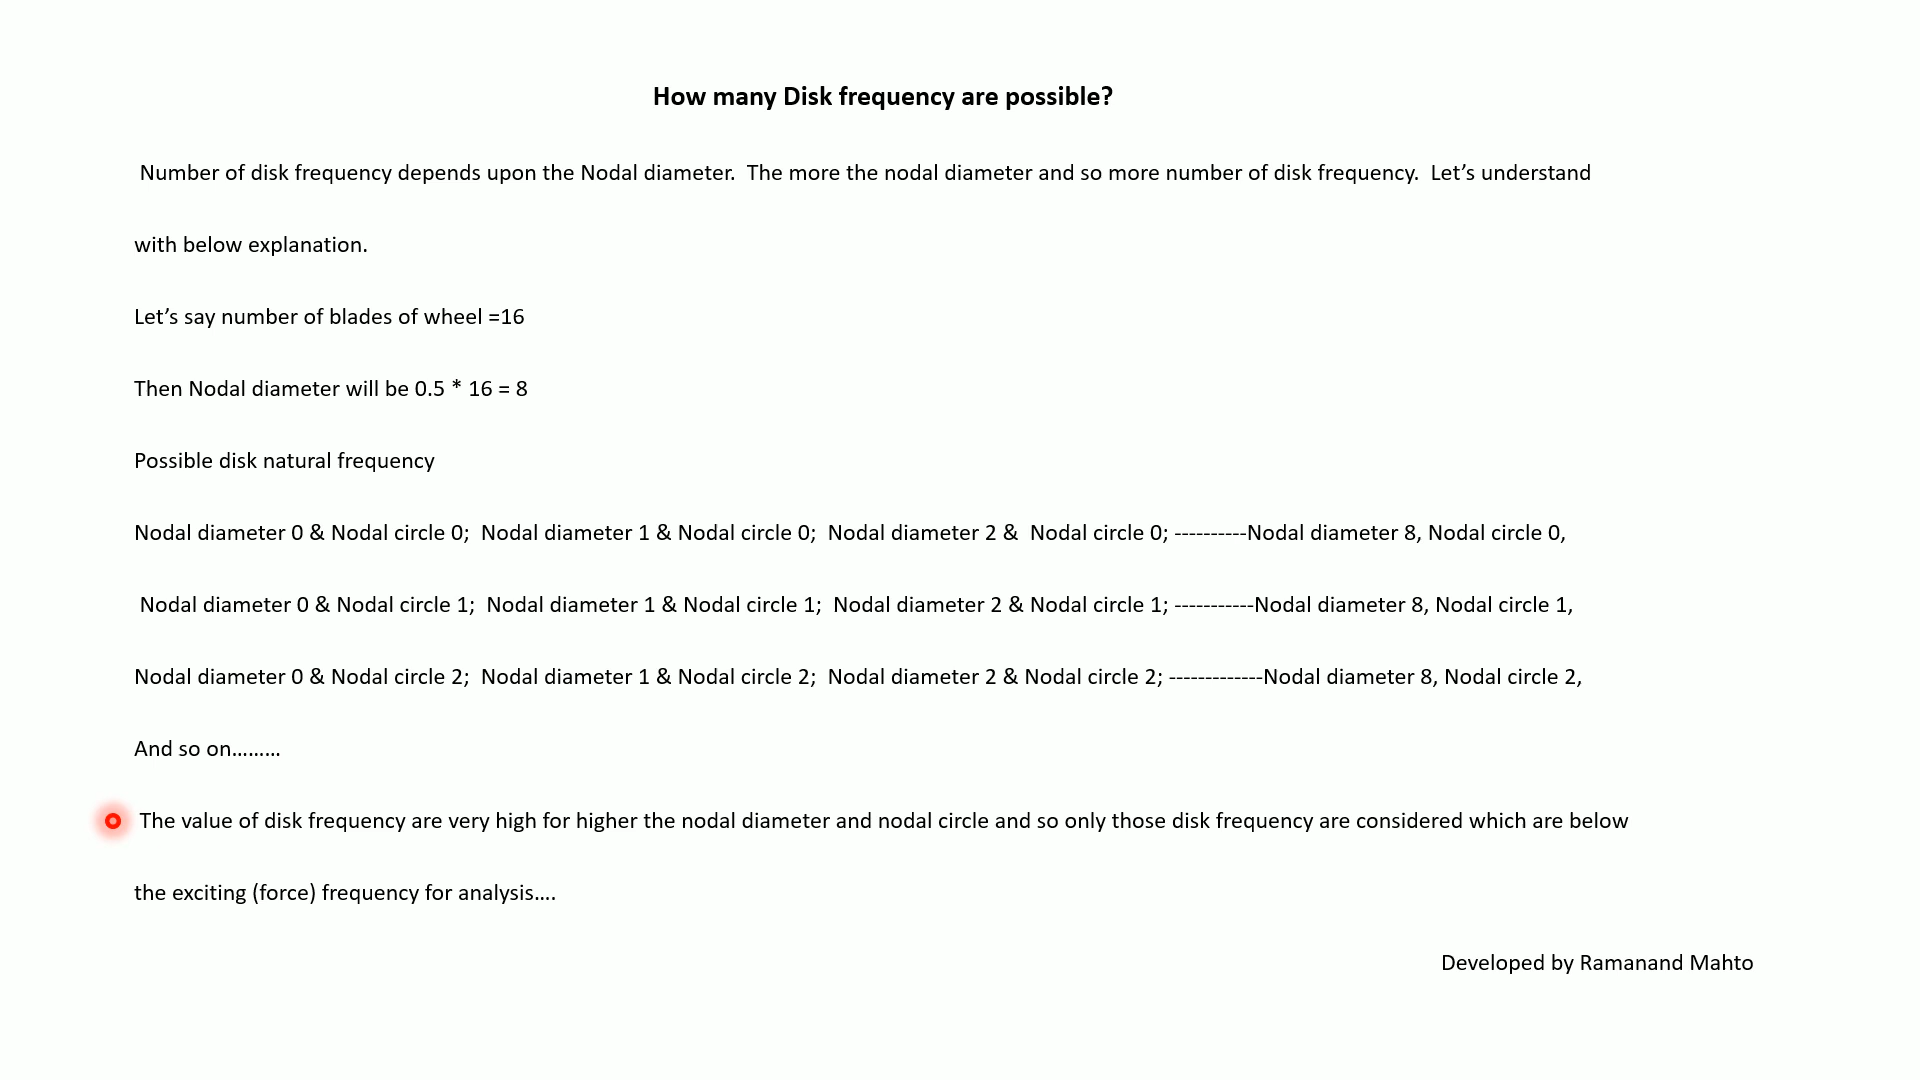 How many Disk frequency are possible?
Number of disk frequency depends upon the Nodal diameter.  The more the nodal diameter and so more number of disk frequency.  Let’s understand
with below explanation.
Let’s say number of blades of wheel =16
Then Nodal diameter will be 0.5 * 16 = 8
Possible disk natural frequency
Nodal diameter 0 & Nodal circle 0;  Nodal diameter 1 & Nodal circle 0;  Nodal diameter 2 &  Nodal circle 0; ----------Nodal diameter 8, Nodal circle 0,
Nodal diameter 0 & Nodal circle 1;  Nodal diameter 1 & Nodal circle 1;  Nodal diameter 2 & Nodal circle 1; -----------Nodal diameter 8, Nodal circle 1,
Nodal diameter 0 & Nodal circle 2;  Nodal diameter 1 & Nodal circle 2;  Nodal diameter 2 & Nodal circle 2; -------------Nodal diameter 8, Nodal circle 2,
And so on………
The value of disk frequency are very high for higher the nodal diameter and nodal circle and so only those disk frequency are considered which are below
the exciting (force) frequency for analysis….
Developed by Ramanand Mahto